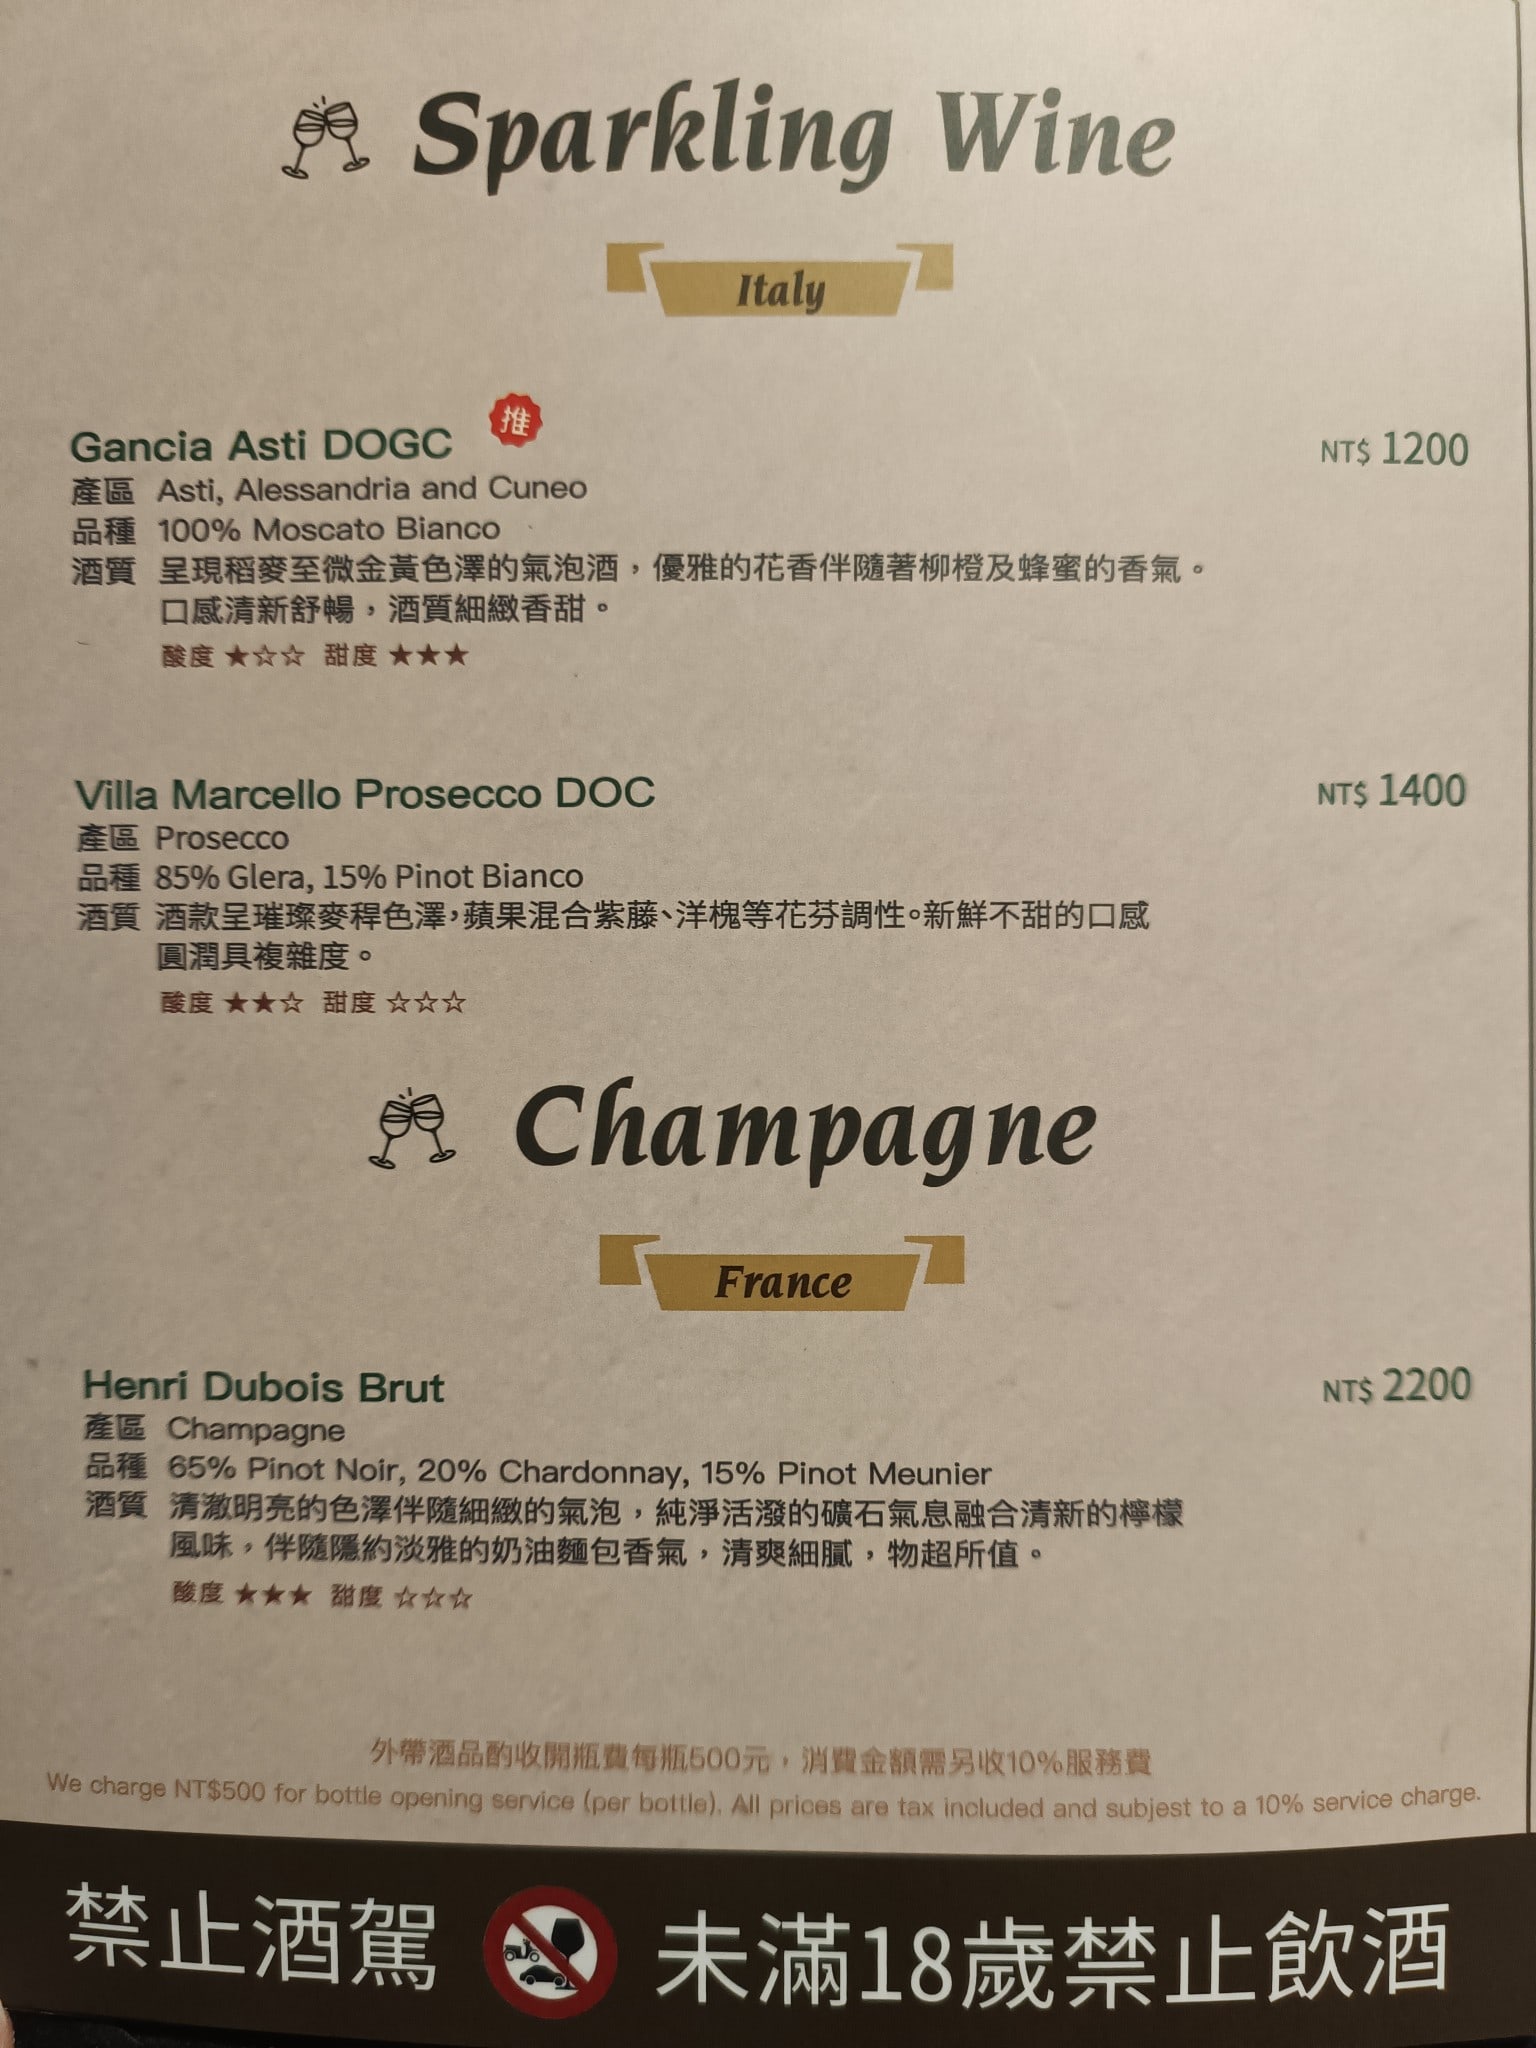 Sparkling Wine
Italy
Gancia Asti DOGC 推 NT$ 1200
產區 Asti, Alessandria and Cuneo
品種 100% Moscato Bianco
酒質 呈現稻麥至微金黃色澤的氣泡酒，優雅的花香伴隨著柳橙及蜂蜜的香氣。
口感清新舒暢，酒質細緻香甜。
酸度 ★☆☆ 甜度 ★★★
Villa Marcello Prosecco DOC NT$ 1400
產區 Prosecco
品種 85% Glera, 15% Pinot Bianco
酒質 酒款呈璀璨麥稈色澤，蘋果混合紫藤、洋槐等花芬調性。新鮮不甜的口感
圓潤具複雜度。
酸度 ★★☆ 甜度 ☆☆☆
Champagne
France
Henri Dubois Brut NT$ 2200
產區 Champagne
品種 65% Pinot Noir, 20% Chardonnay, 15% Pinot Meunier
酒質 清澈明亮的色澤伴隨細緻的氣泡，純淨活潑的礦石氣息融合清新的檸檬
風味，伴隨隱約淡雅的奶油麵包香氣，清爽細膩，物超所值。
酸度 ★★★ 甜度 ☆☆☆
外帶酒品酌收開瓶費每瓶500元，消費金額需另收10%服務費
We charge NT$500 for bottle opening service (per bottle). All prices are tax included and subjest to a 10% service charge.
禁止酒駕 未滿18歲禁止飲酒